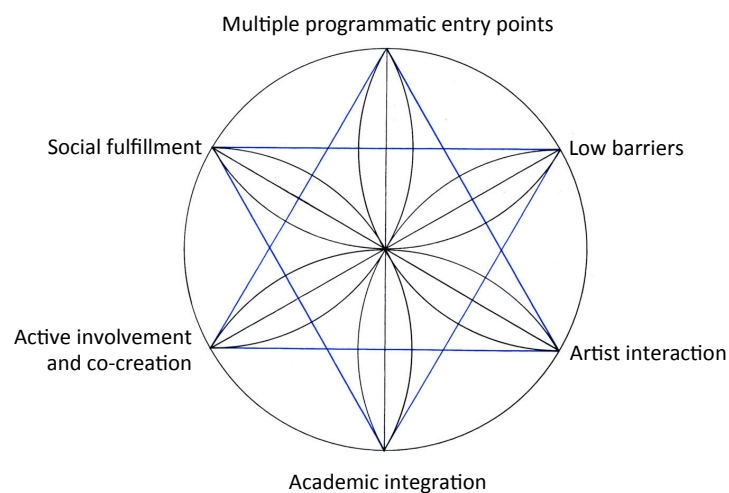 Multiple programmatic entry points
Social fulfillment
Low barriers
Active involvement
and co-creation
Artist interaction
Academic integration